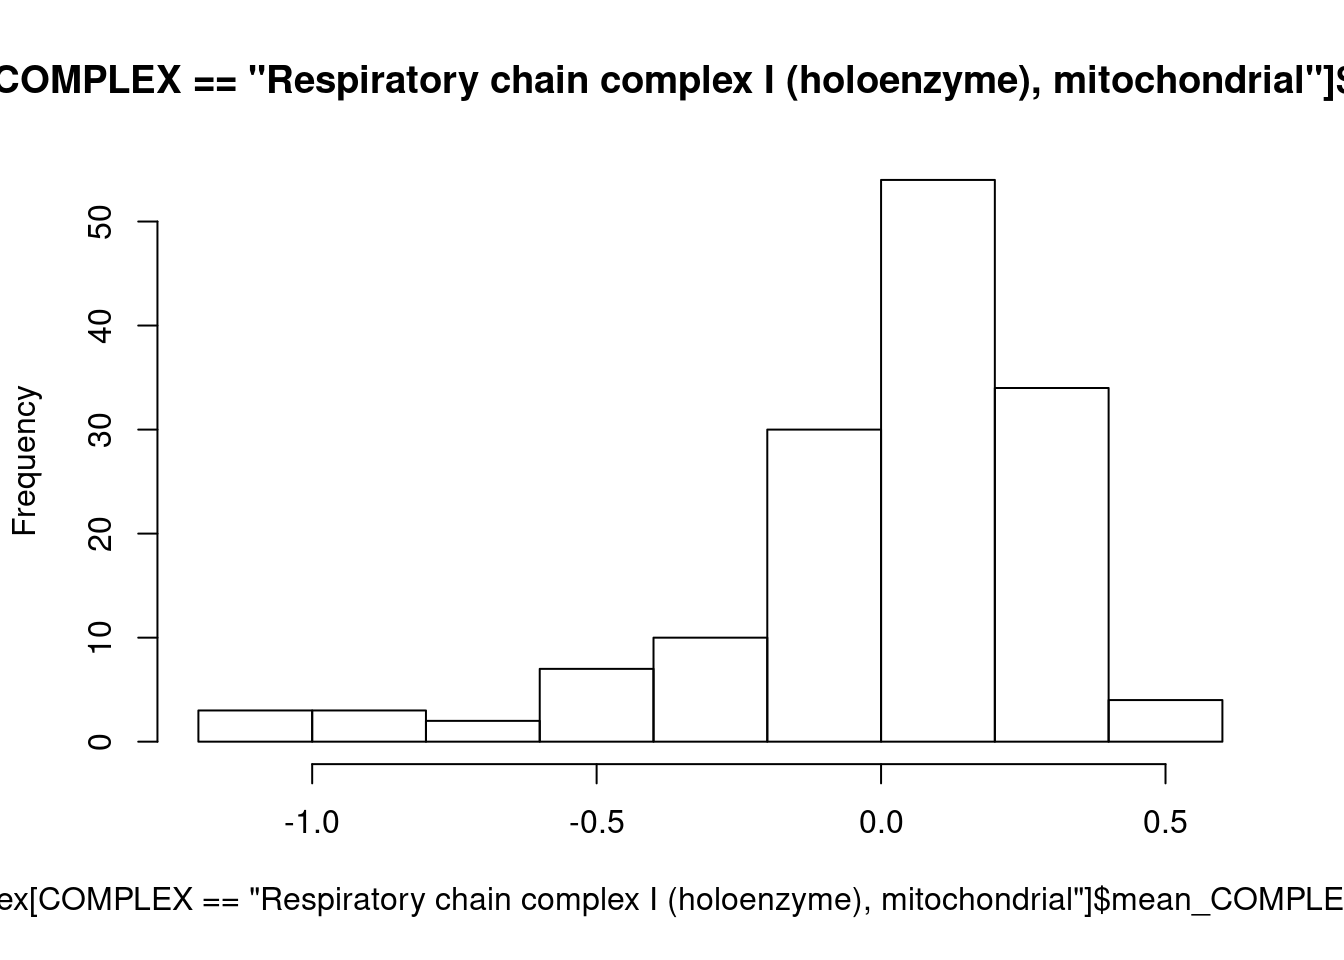 COMPLEX == "Respiratory chain complex I (holoenzyme), mitochondrial"]$
Frequency
50
40
30
20
10
0
-1.0 -0.5 0.0 0.5
ex[COMPLEX == "Respiratory chain complex I (holoenzyme), mitochondrial"]$mean_COMPLE